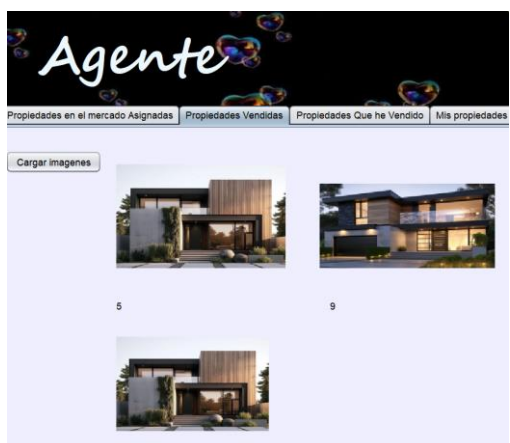 Agente
Propiedades en el mercado Asignadas Propiedades Vendidas Propiedades Que he Vendido Mis propiedades
Cargar imagenes
5 9